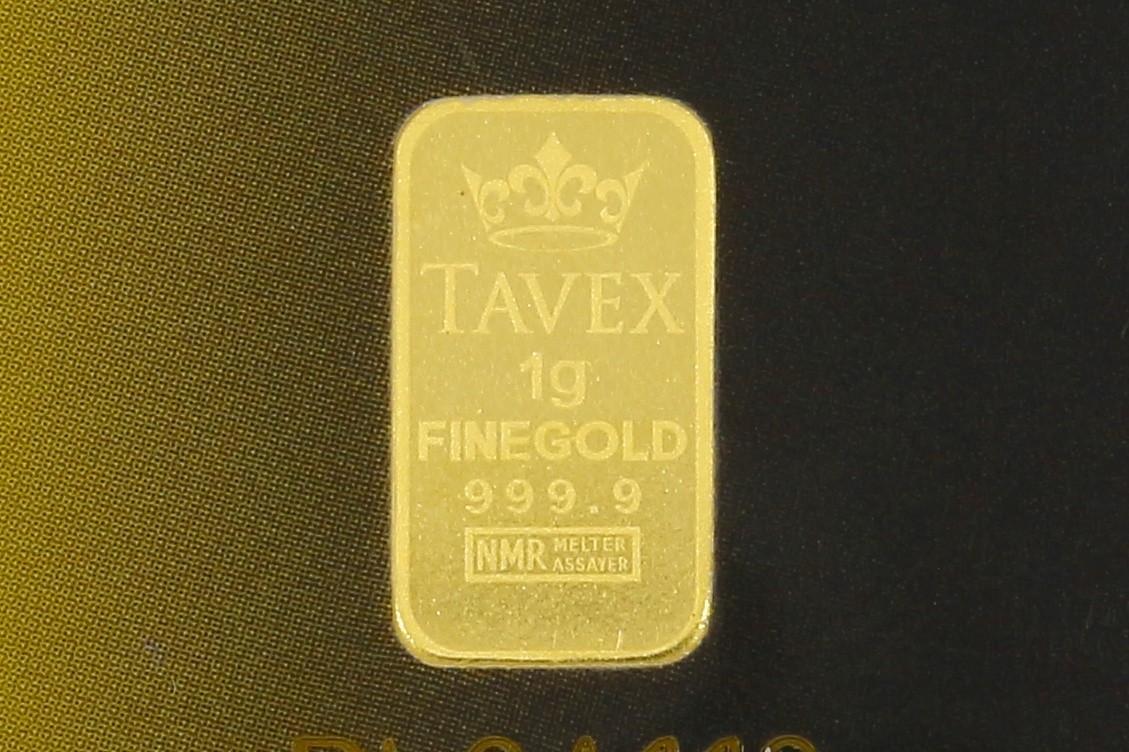 TAVEX
1g
FINEGOLD
999.9
NMR MELTER
ASSAYER